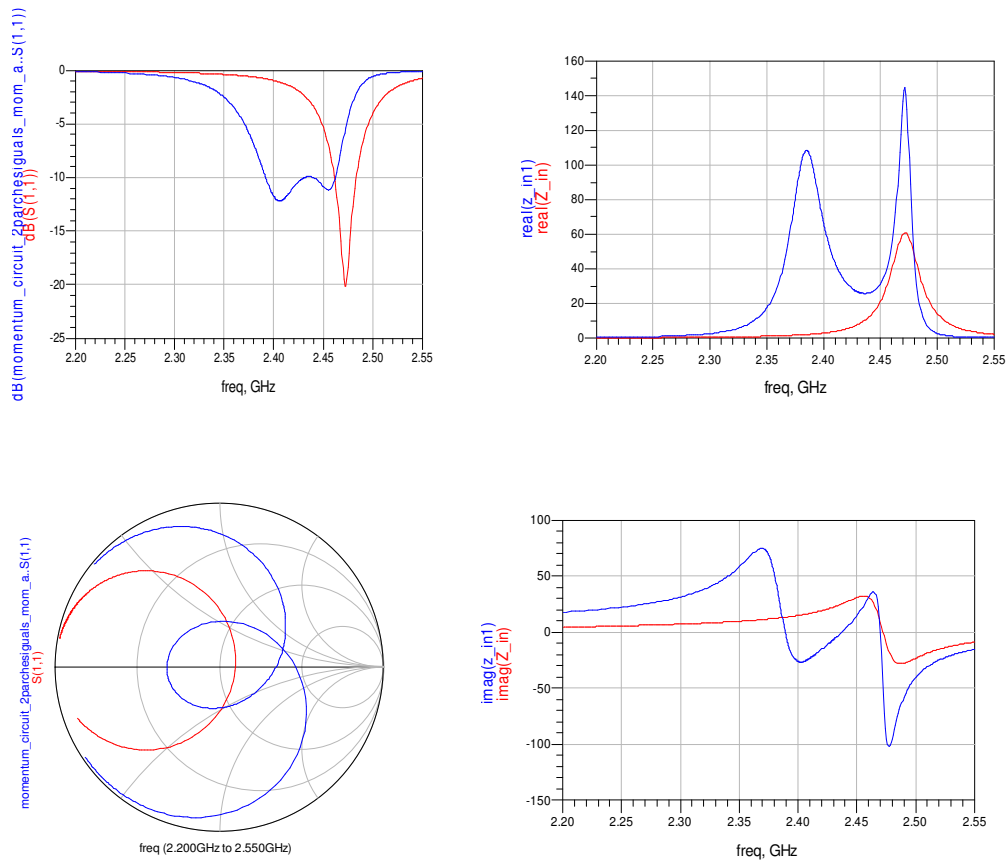 dB(momentum_circuit_2parchesiguals_mom_a..S(1,1))
dB(S(1,1))
0
-5
-10
-15
-20
-25
2.20 2.25 2.30 2.35 2.40 2.45 2.50 2.55
freq, GHz
real(z_in1)
real(Z_in)
160
140
120
100
80
60
40
20
0
2.20 2.25 2.30 2.35 2.40 2.45 2.50 2.55
freq, GHz
momentum_circuit_2parchesiguals_mom_a..S(1,1)
S(1,1)
freq (2.200GHz to 2.550GHz)
imag(z_in1)
imag(Z_in)
100
50
0
-50
-100
-150
2.20 2.25 2.30 2.35 2.40 2.45 2.50 2.55
freq, GHz